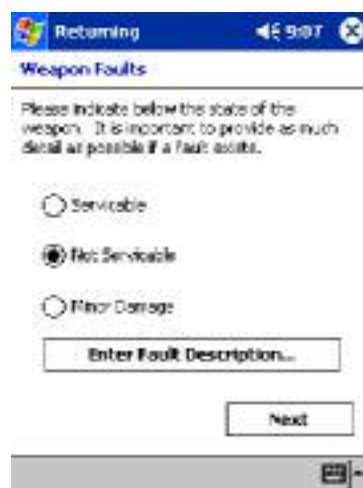 Returning 9:07
Weapon Faults
Please indicate below the state of the
weapon. It is important to provide as much
detail as possible if a fault exists.
Servicable
Not Servicable
Minor Damage
Enter Fault Description...
Next